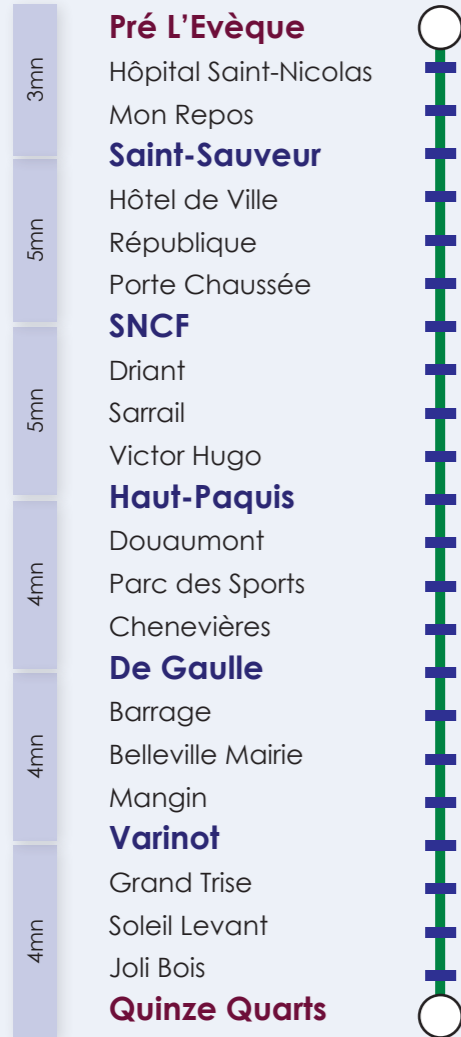 3mn
Pré L'Evèque
Hôpital Saint-Nicolas
Mon Repos
Saint-Sauveur
5mn
Hôtel de Ville
République
Porte Chaussée
SNCF
5mn
Driant
Sarrail
Victor Hugo
Haut-Paquis
4mn
Douaumont
Parc des Sports
Chenevières
De Gaulle
4mn
Barrage
Belleville Mairie
Mangin
Varinot
4mn
Grand Trise
Soleil Levant
Joli Bois
Quinze Quarts